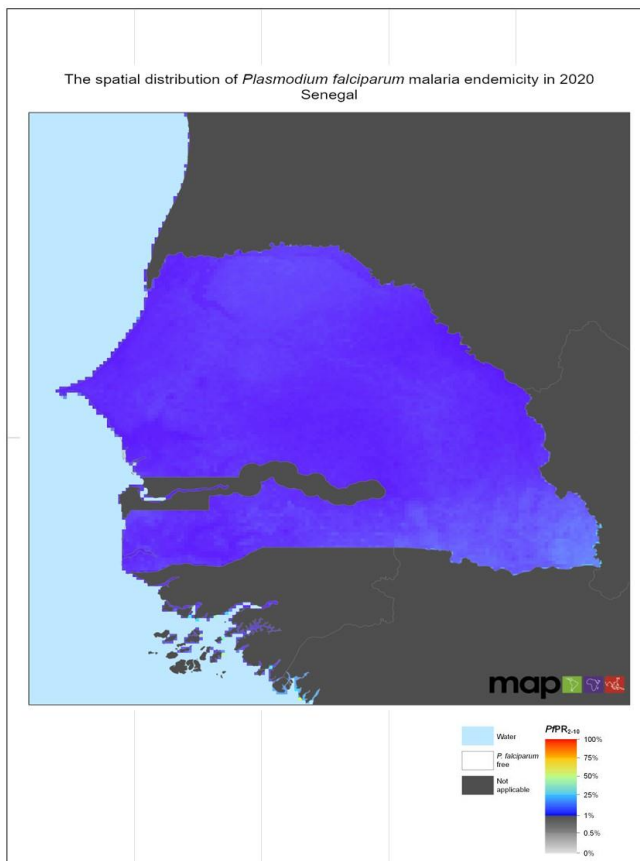 The spatial distribution of Plasmodium falciparum malaria endemicity in 2020
Senegal
map
Water
P. falciparum
free
Not
applicable
PfPR2-10
100%
75%
50%
25%
1%
0.5%
0%